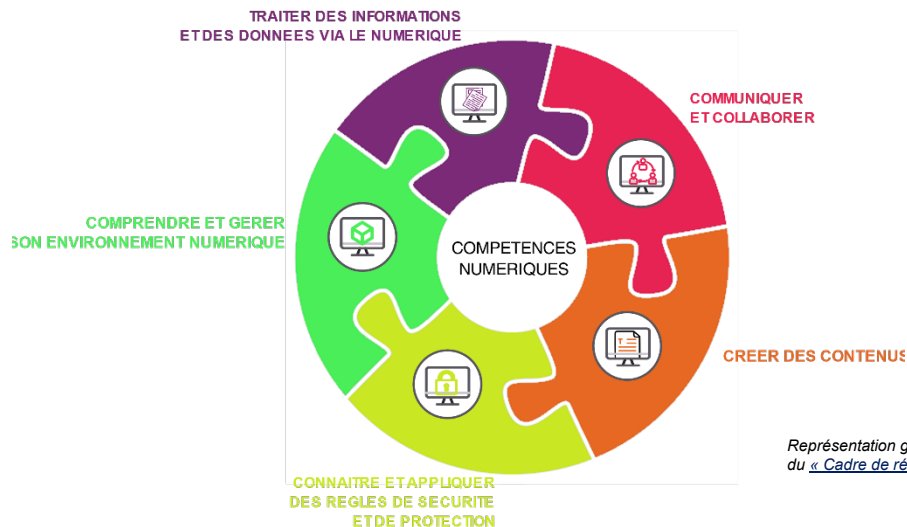 TRAITER DES INFORMATIONS
ET DES DONNEES VIA LE NUMERIQUE
COMMUNIQUER
ET COLLABORER
COMPRENDRE ET GERER
SON ENVIRONNEMENT NUMERIQUE
COMPETENCES
NUMERIQUES
CREER DES CONTENUS
Représentation g
du « Cadre de ré
CONNAITRE ET APPLIQUER
DES REGLES DE SECURITE
ET DE PROTECTION